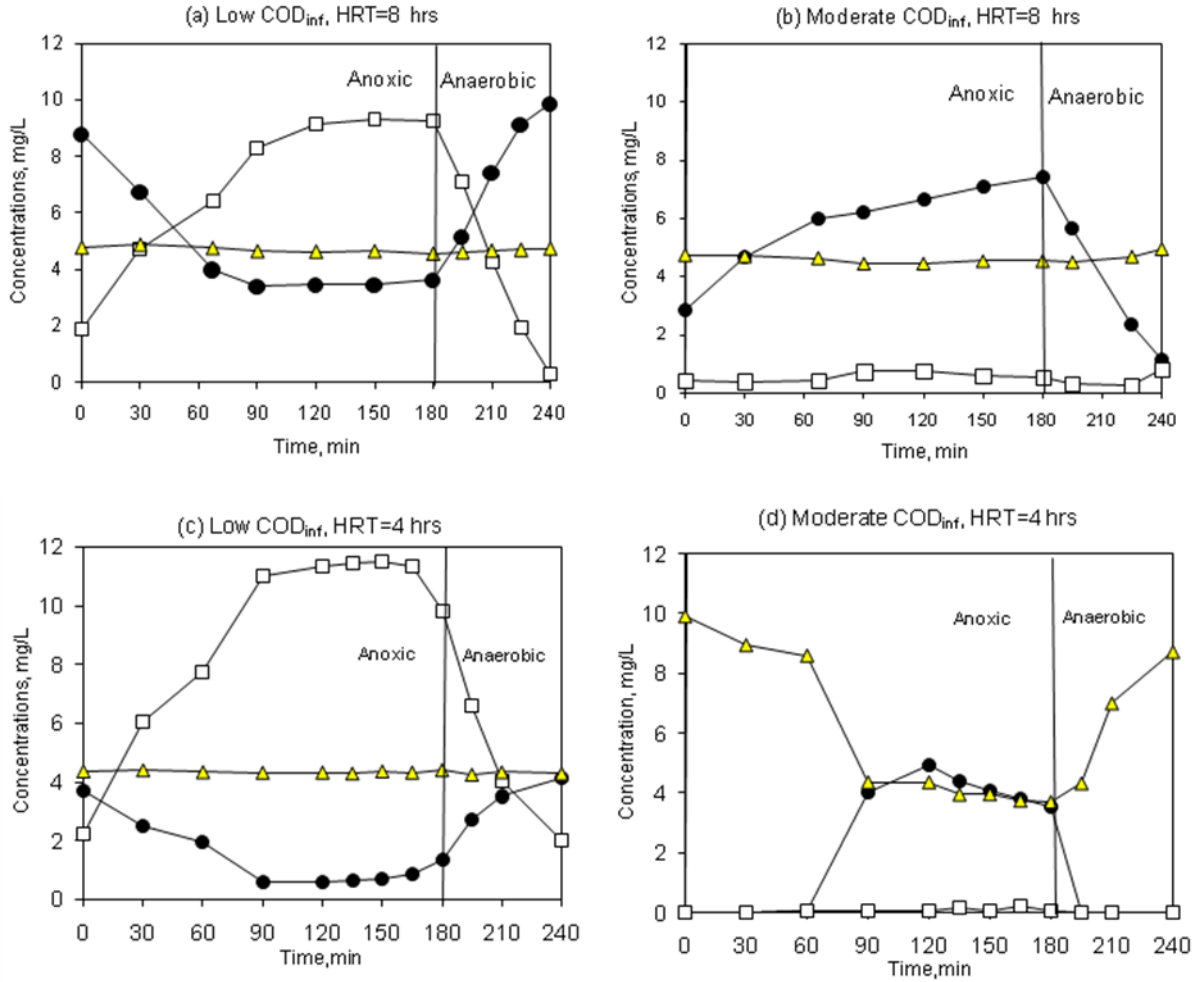 (a) Low CODinf, HRT=8 hrs
12
10
8
6
4
2
0
Concentrations, mg/L
Anoxic Anaerobic
0 30 60 90 120 150 180 210 240
Time, min
(b) Moderate CODinf, HRT=8 hrs
12
10
8
6
4
2
0
Concentrations, mg/L
Anoxic Anaerobic
0 30 60 90 120 150 180 210 240
Time, min
(c) Low CODinf, HRT=4 hrs
12
10
8
6
4
2
0
Concentrations, mg/L
Anoxic Anaerobic
0 30 60 90 120 150 180 210 240
Time,min
(d) Moderate CODinf, HRT=4 hrs
12
10
8
6
4
2
0
Concentration, mg/L
Anoxic Anaerobic
0 30 60 90 120 150 180 210 240
Time,min